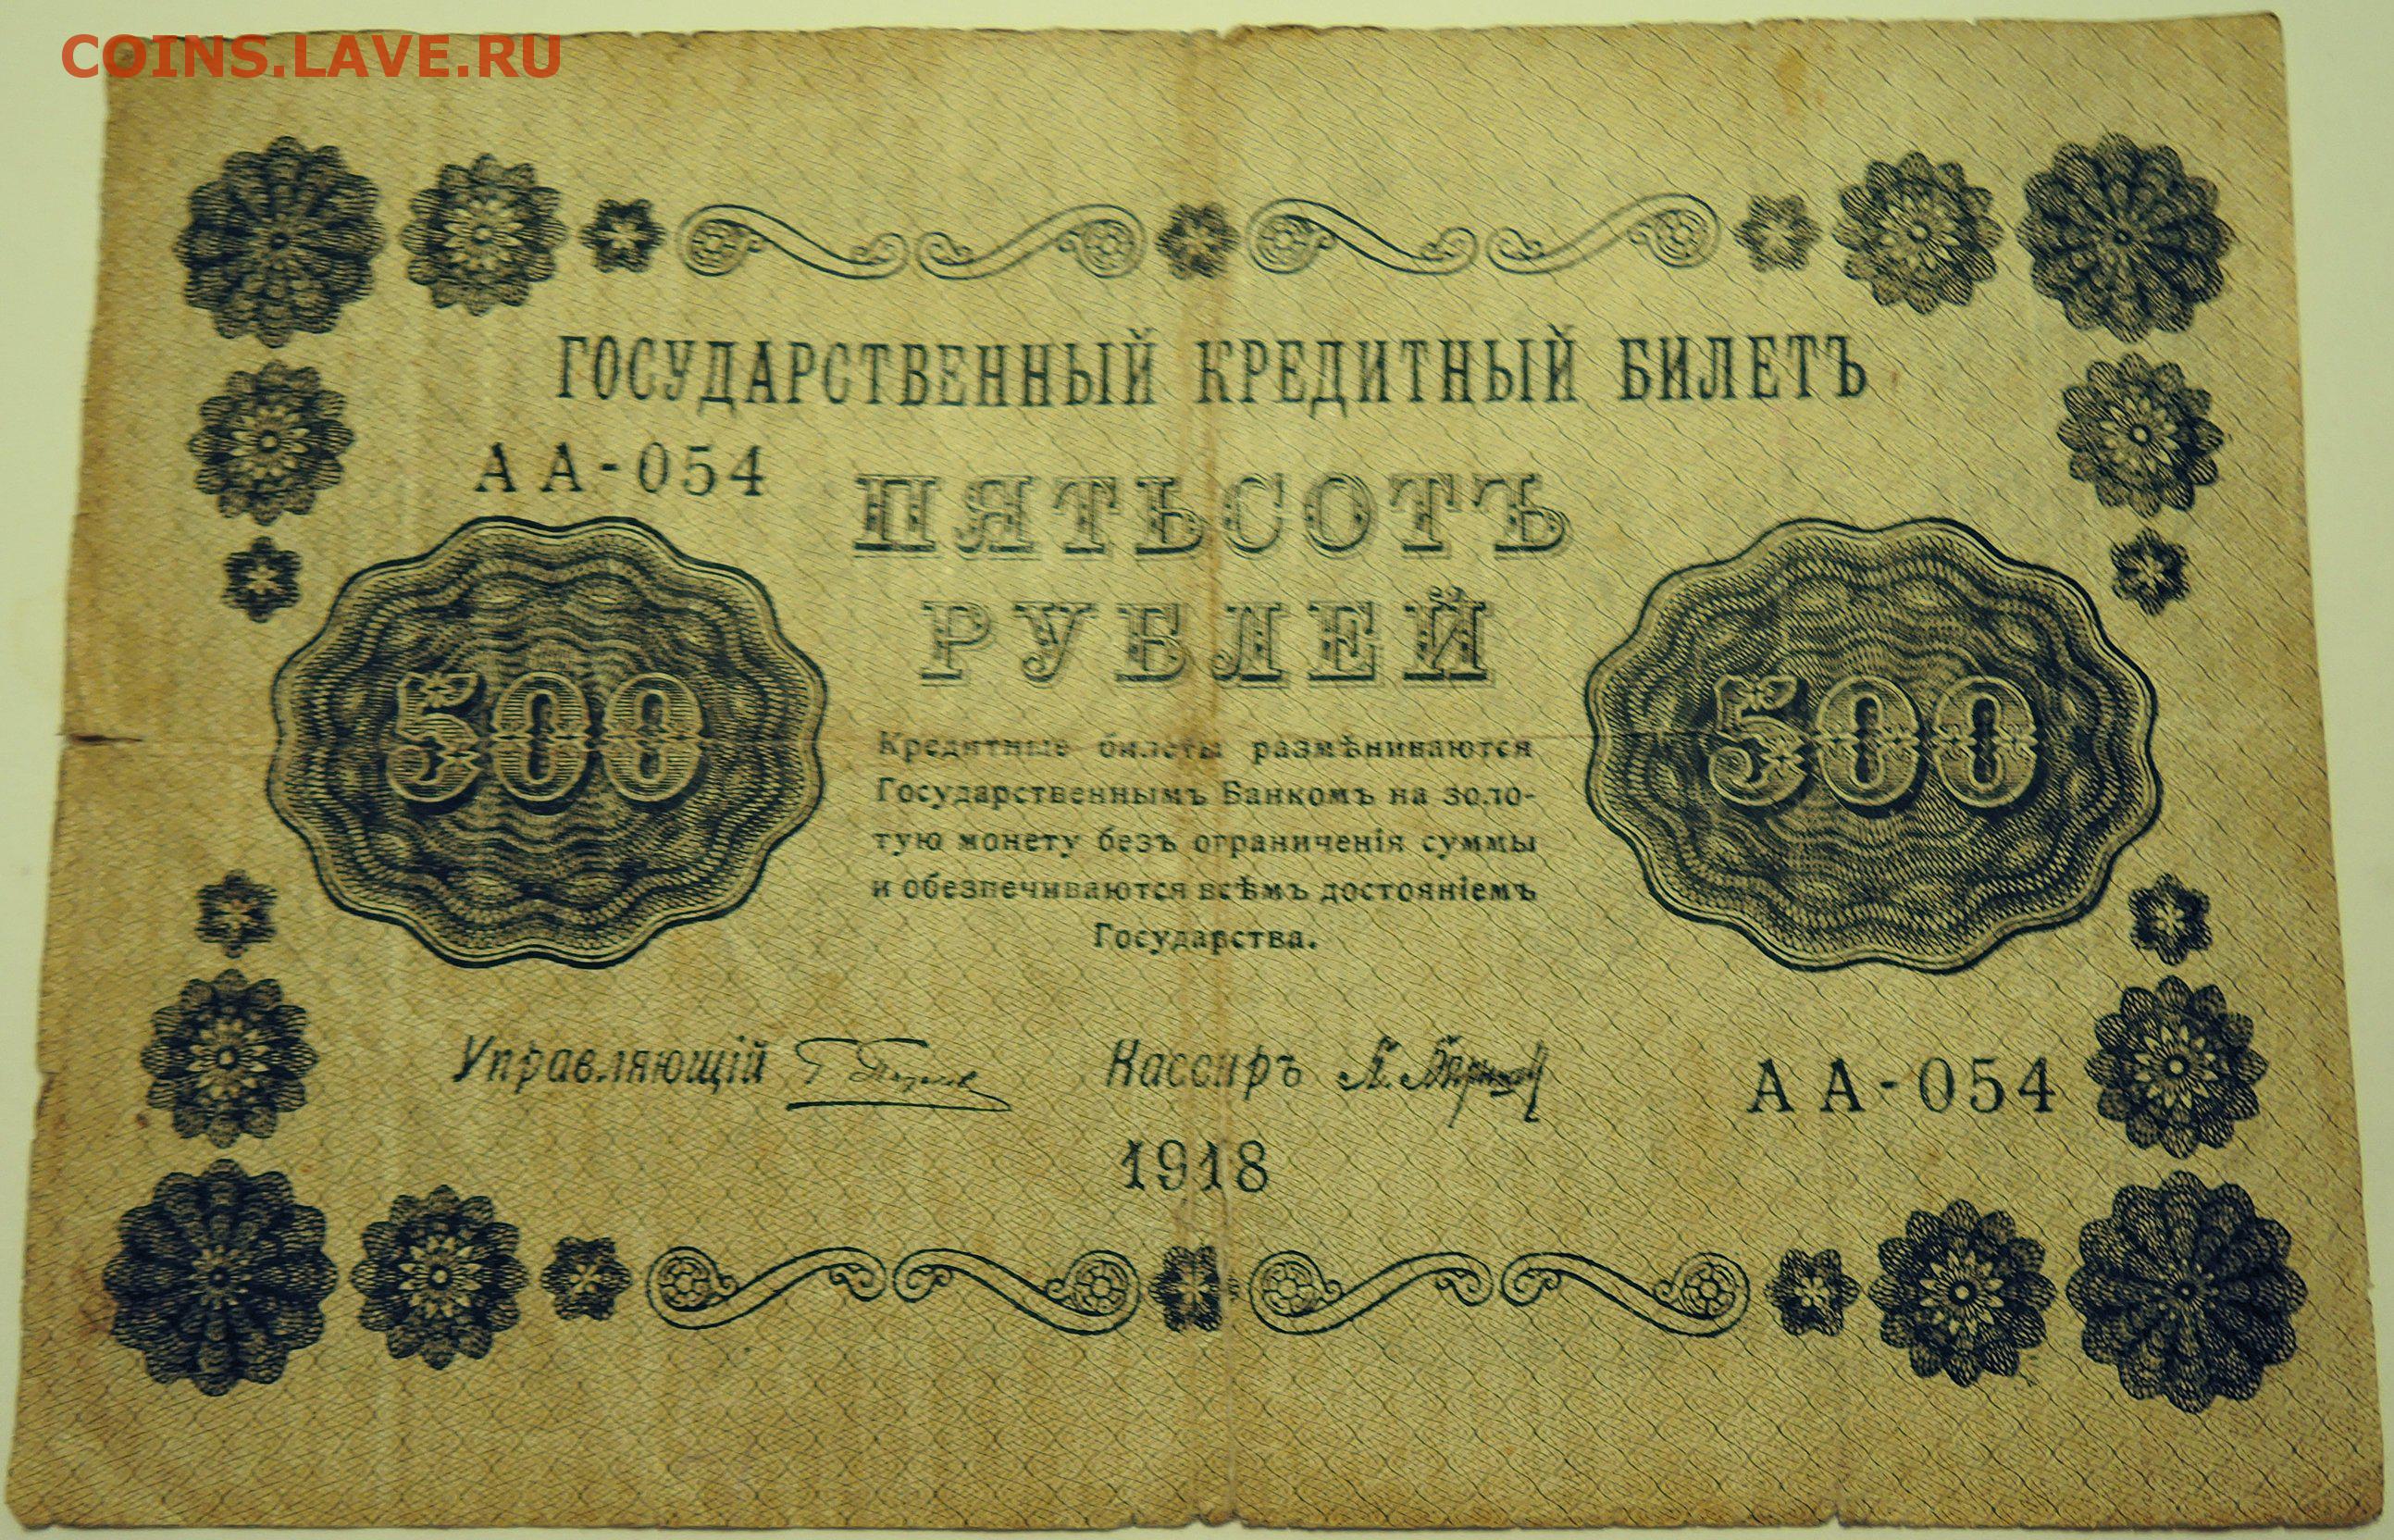 COINS.LAVE.RU
ГОСУДАРСТВЕННЫЙ КРЕДИТНЫЙ БИЛЕТЪ
АА-054
ПЯТЬСОТЪ
РУБЛЕЙ
500
500
Кредитные билеты размѣниваются
Государственнымъ Банкомъ на золо-
тую монету безъ ограниченія суммы
и обезпечиваются всѣмъ достояніемъ
Государства.
Управляющій
Кассиръ
АА-054
1918